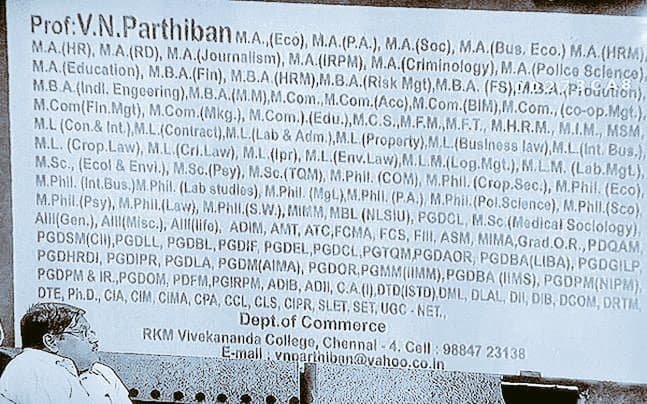 Prof:V.N.Parthiban M.A.,(Eco), M.A.(P.A.), M.A.(Soc), M.A.(Bus. Eco.) M.A.(HRM),
M.A.(HR), M.A.(RD), M.A.(Journalism), M.A.(IRPM), M.A.(Criminology), M.A.(Police Science),
M.A.(Education), M.B.A.(Fin), M.B.A.(HRM),M.B.A.(Risk Mgt),M.B.A. (FS),M.B.A.(Production)
M.B.A.(Indl. Engeering),M.B.A.(M.M),M.Com., M.Com.(Acc),M.Com.(BIM),M.Com., (co-op.Mgt.),
M.Com(Fin.Mgt), M.Com.(Mkg.), M.Com.).(Edu.),M.C.S.,M.F.M.,M.F.T., M.H.R.M., M.I.M., MSM,
M.L (Con.& Int.),M.L.(Contract),M.L.(Lab & Adm.),M.L.(Property),M.L.(Business law),M.L.(Int. Bus.),
M.L. (Crop.Law), M.L.(Cri.Law), M.L.(Ipr), M.L.(Env.Law),M.L.M.(Log.Mgt.), M.L.M. (Lab.Mgt.),
M.Sc., (Ecol & Envi.), M.Sc.(Psy), M.Sc.(TQM), M.Phil. (COM), M.Phil. (Crop.Sec.), M.Phil. (Eco)
M.Phil. (Int.Bus.)M.Phil. (Lab studies), M.Phil. (MgL),M.Phil. (P.A.) M.Phil.(Pol.Science), M.Phil.(Sco)
M.Phil.(Psy), M.Phil.(Law), M.Phil.(S.W.), MIMM, MBL (NLSIU), PGDCL, M.Sc.(Medical Sociology),
AIII(Gen.), AIII(Misc.), AIII(life), ADIM, AMT, ATC,FCMA, FCS, FIII, ASM, MIMA,Grad.O.R., PDQAM,
PGDSM(CII),PGDLL, PGDBL, PGDIF, PGDEL,PGDCL,PGTQM,PGDAOR, PGDBA(LIBA), PGDGILP,
PGDHRDI, PGDIPR, PGDLA, PGDM(AIMA), PGDOR,PGMM(IIMM),PGDBA (IIMS), PGDPM(NIPM),
PGDPM & IR.,PGDOM, PDFM,PGIRPM, ADIB, ADII, C.A.(I).DTD(ISTD),DML, DLAL, DII, DIB, DCOM, DRTM,
DTE, Ph.D., CIA, CIM, CIMA, CPA, CCL, CLS, CIPR, SLET, SET, UGC - NET.,
Dept.of Commerce
RKM Vivekananda College, Chennai - 4. Cell : 98847 23138
E-mail : vnparthiban@yahoo.co.in